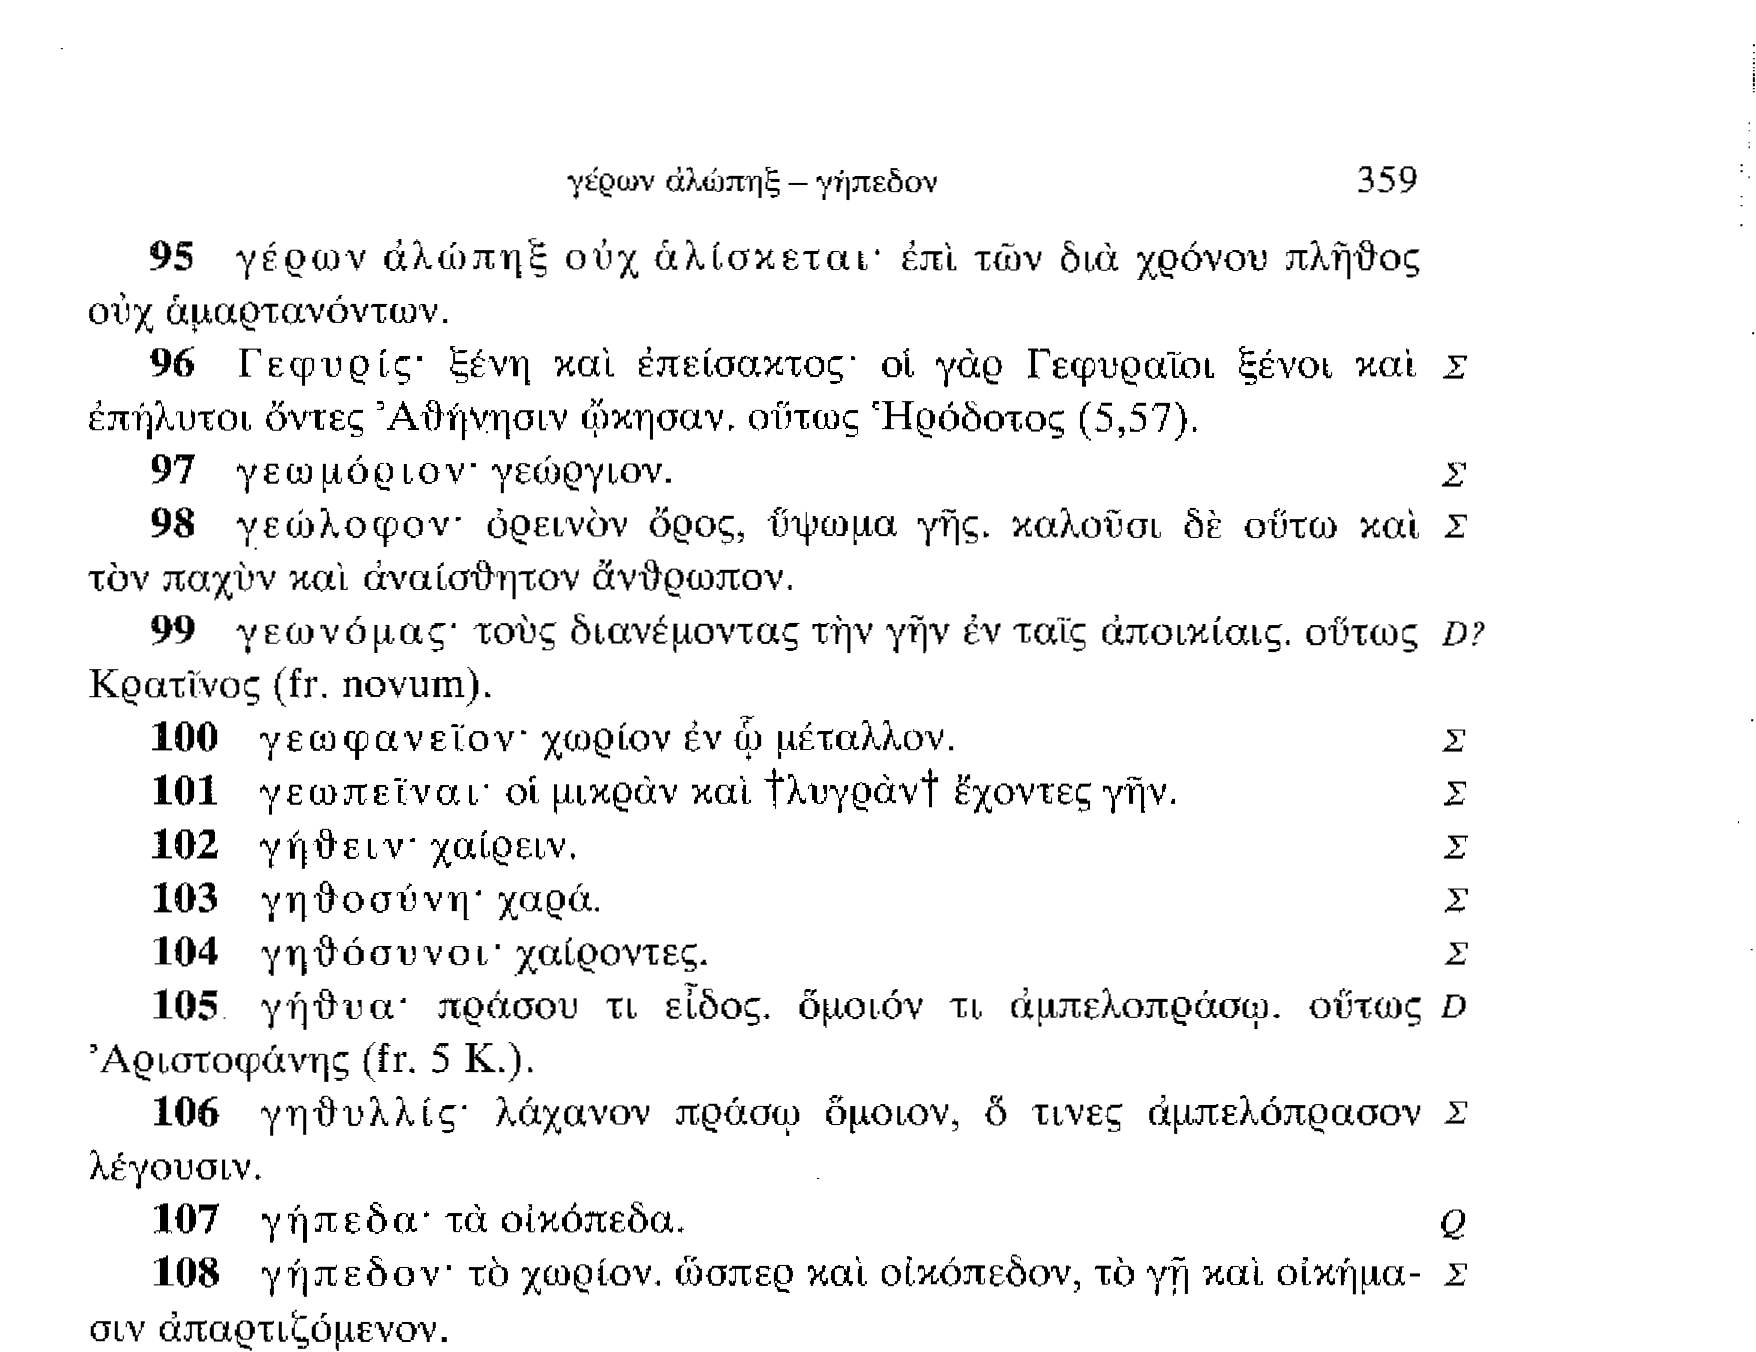 γέρων ἀλώπηξ – γήπεδον 359
95 γέρων ἀλώπηξ οὐχ ἁλίσκεται· ἐπὶ τῶν διὰ χρόνου πλῆθος
οὐχ ἁμαρτανόντων.
96 Γεφυρίς· ξένη καὶ ἐπείσακτος· οἱ γὰρ Γεφυραῖοι ξένοι καὶ Σ
ἐπήλυτοι ὄντες Ἀθήνησιν ᾤκησαν. οὕτως Ἡρόδοτος (5,57).
97 γεωμόριον· γεώργιον. Σ
98 γεώλοφον· ὀρεινὸν ὄρος, ὕψωμα γῆς. καλοῦσι δὲ οὕτω καὶ Σ
τὸν παχὺν καὶ ἀναίσθητον ἄνθρωπον.
99 γεωνόμας· τοὺς διανέμοντας τὴν γῆν ἐν ταῖς ἀποικίαις. οὕτως D?
Κρατῖνος (fr. novum).
100 γεωφανεῖον· χωρίον ἐν ᾧ μέταλλον. Σ
101 γεωπεῖναι· οἱ μικρὰν καὶ †λυγρὰν† ἔχοντες γῆν. Σ
102 γήθειν· χαίρειν. Σ
103 γηθοσύνη· χαρά. Σ
104 γηθόσυνοι· χαίροντες. Σ
105 γήθυα· πράσου τι εἶδος. ὅμοιόν τι ἀμπελοπράσῳ. οὕτως D
Ἀριστοφάνης (fr. 5 K.).
106 γηθυλλίς· λάχανον πράσῳ ὅμοιον, ὅ τινες ἀμπελόπρασον Σ
λέγουσιν.
107 γήπεδα· τὰ οἰκόπεδα. Q
108 γήπεδον· τὸ χωρίον. ὥσπερ καὶ οἰκόπεδον, τὸ γῇ καὶ οἰκήμα- Σ
σιν ἀπαρτιζόμενον.